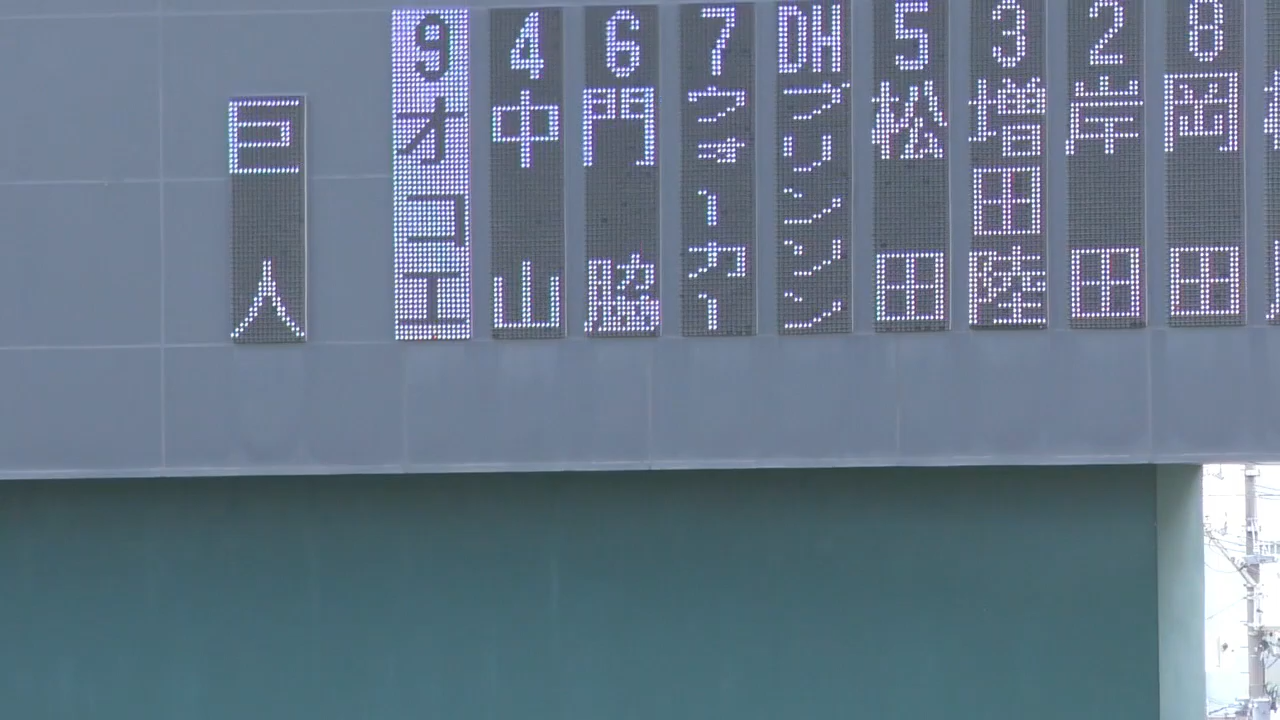 巨人
9 オコエ
4 中山
6 門脇
7 ウォーカー
DH ブリンソン
5 松田
3 増田陸
2 岸田
8 岡田